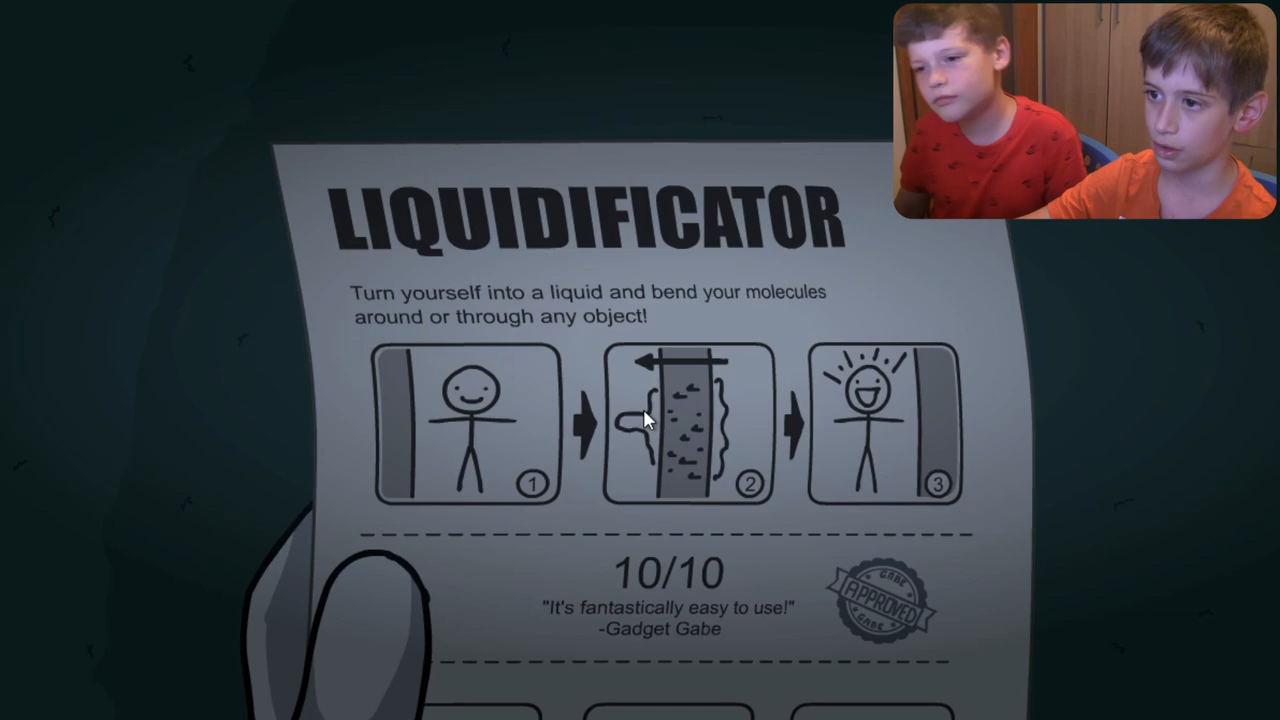 LIQUIDIFICATOR
Turn yourself into a liquid and bend your molecules
around or through any object!
1
2
3
10/10
"It's fantastically easy to use!"
-Gadget Gabe
GABE
APPROVED
GABE